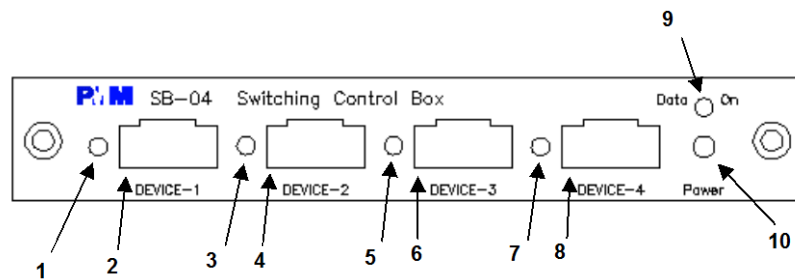 9
PVM SB-04 Switching Control Box Data On
DEVICE-1 DEVICE-2 DEVICE-3 DEVICE-4 Power
1 2 3 4 5 6 7 8 10